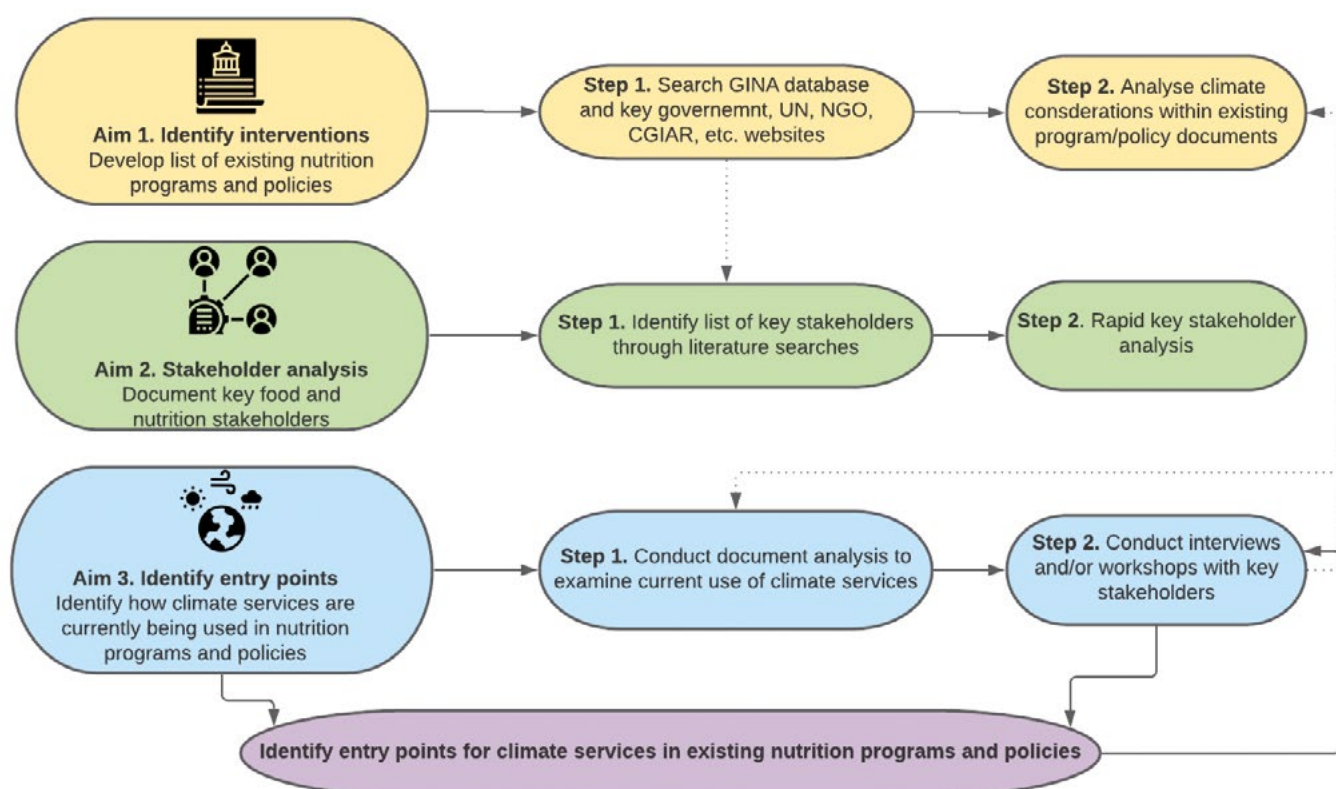 Aim 1. Identify interventions
Develop list of existing nutrition
programs and policies
Step 1. Search GINA database
and key governemnt, UN, NGO,
CGIAR, etc. websites
Step 2. Analyse climate
consderations within existing
program/policy documents
Aim 2. Stakeholder analysis
Document key food and
nutrition stakeholders
Step 1. Identify list of key stakeholders
through literature searches
Step 2. Rapid key stakeholder
analysis
Aim 3. Identify entry points
Identify how climate services are
currently being used in nutrition
programs and policies
Step 1. Conduct document analysis to
examine current use of climate services
Step 2. Conduct interviews
and/or workshops with key
stakeholders
Identify entry points for climate services in existing nutrition programs and policies